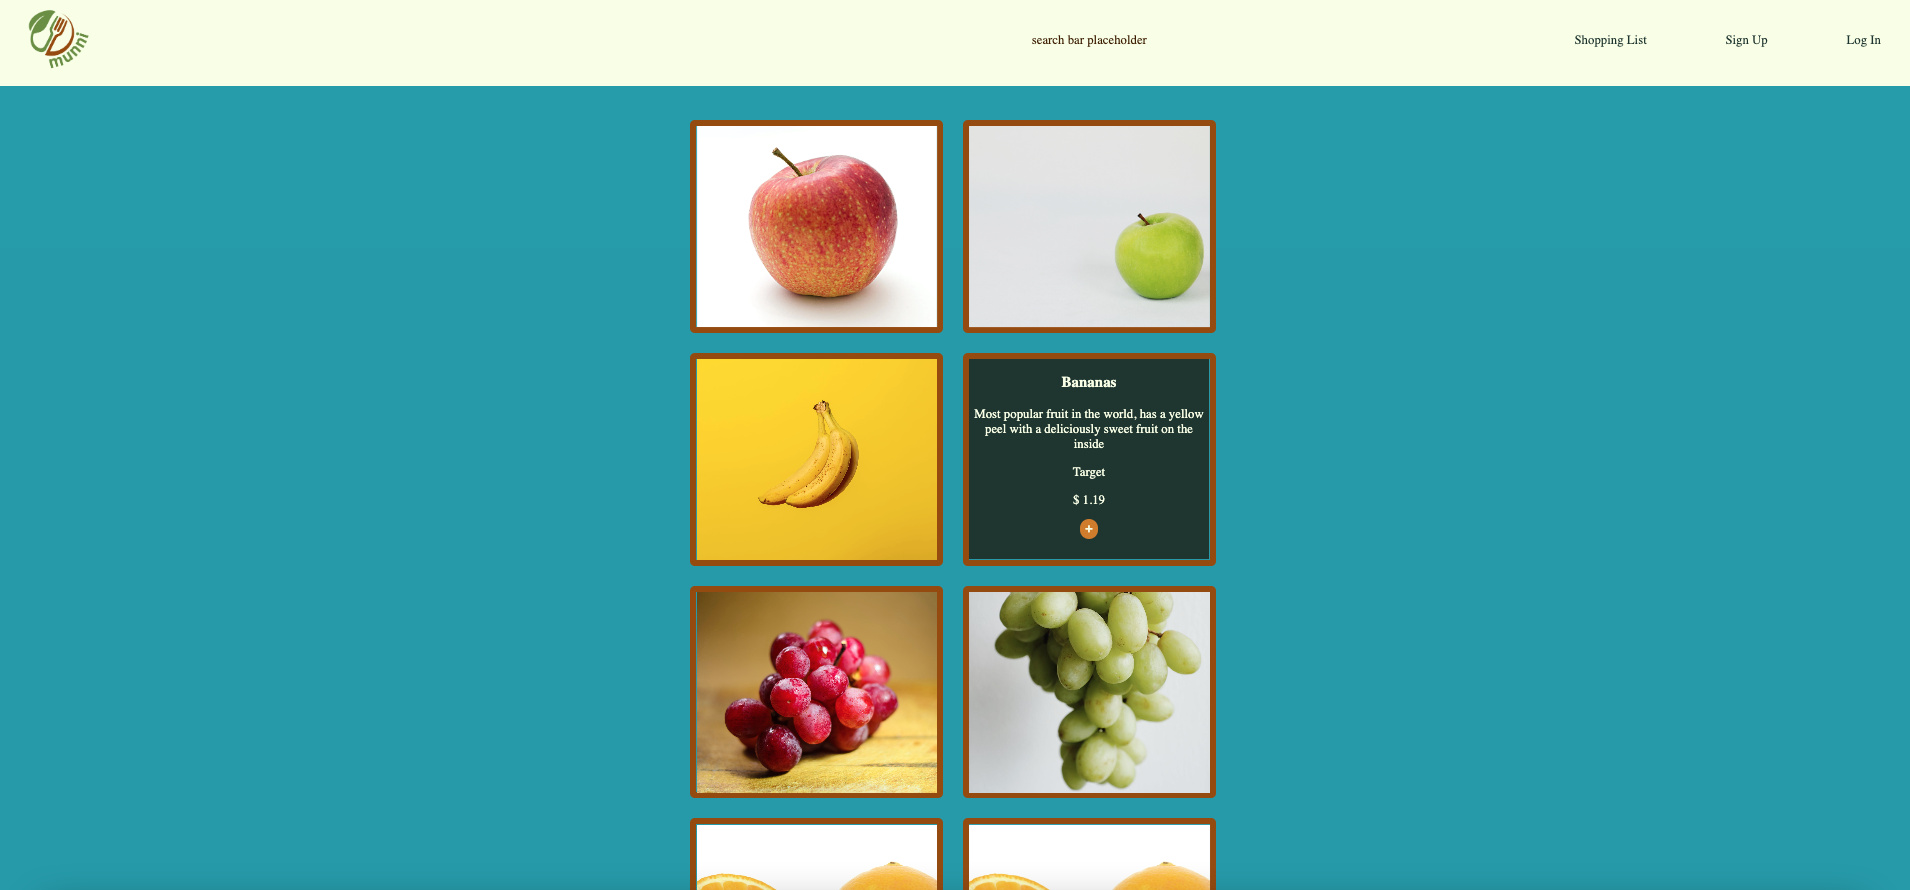 munni
search bar placeholder
Shopping List
Sign Up
Log In
Bananas
Most popular fruit in the world, has a yellow
peel with a deliciously sweet fruit on the
inside
Target
$ 1.19
+